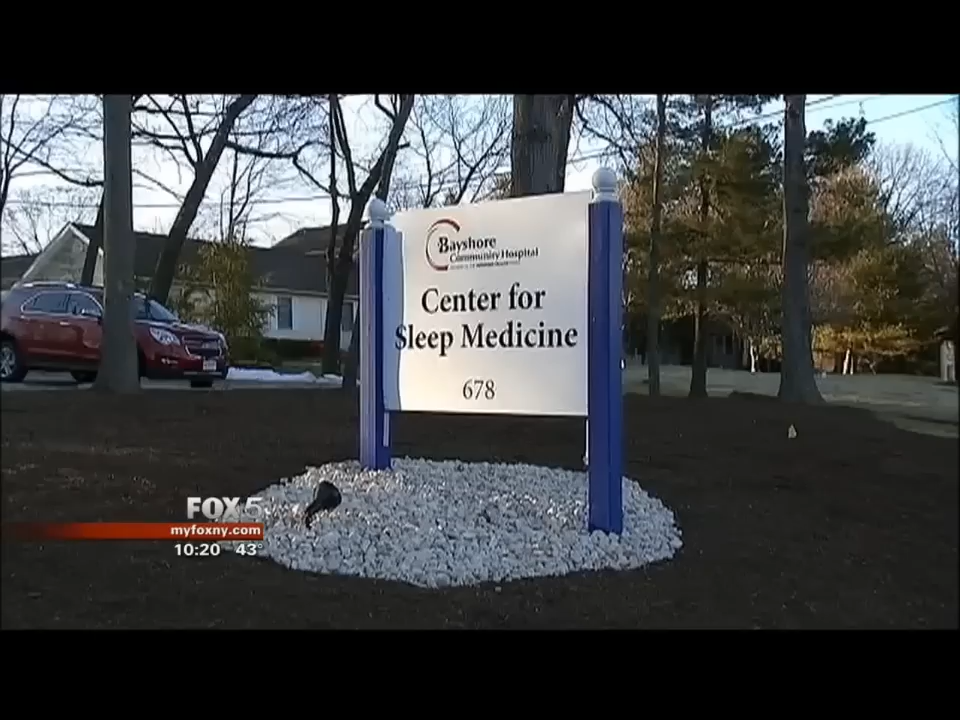 Bayshore
Community Hospital
Center for
Sleep Medicine
678
FOX 5
myfoxny.com
10:20 43°